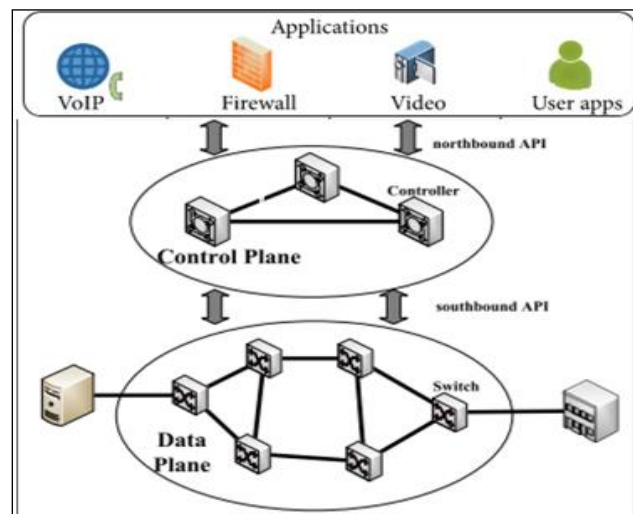 Applications
VoIP
Firewall
Video
User apps
northbound API
Controller
Control Plane
southbound API
Switch
Data
Plane